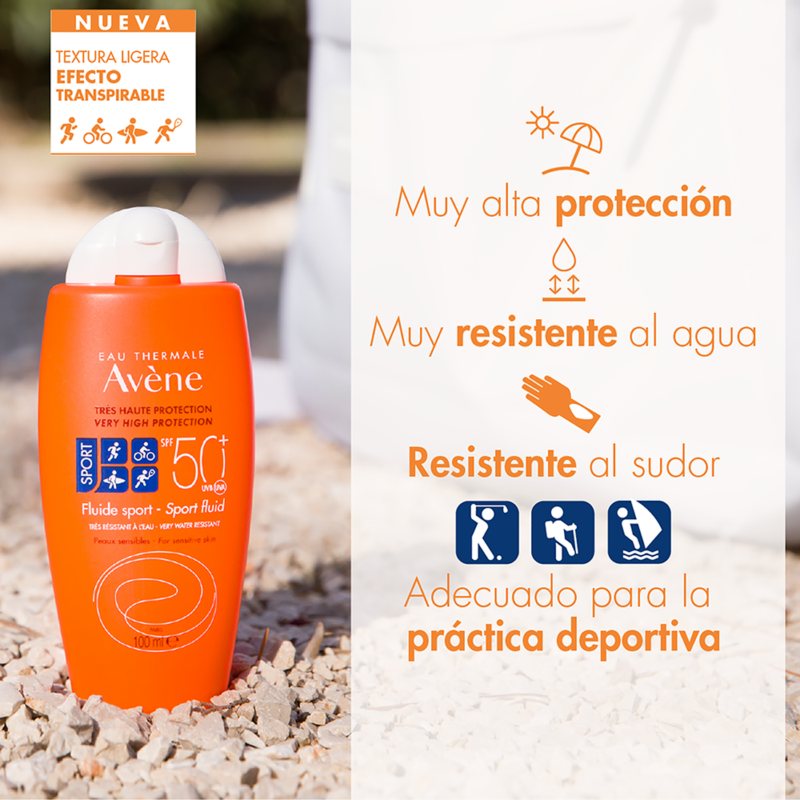 NUEVA
TEXTURA LIGERA
EFECTO
TRANSPIRABLE
Muy alta protección
Muy resistente al agua
Resistente al sudor
Adecuado para la
práctica deportiva
EAU THERMALE
Avène
TRÈS HAUTE PROTECTION
VERY HIGH PROTECTION
SPORT
SPF 50+
UVB UVA
Fluide sport - Sport fluid
TRÈS RÉSISTANT À L'EAU - VERY WATER RESISTANT
Peaux sensibles - For sensitive skin
100 ml e